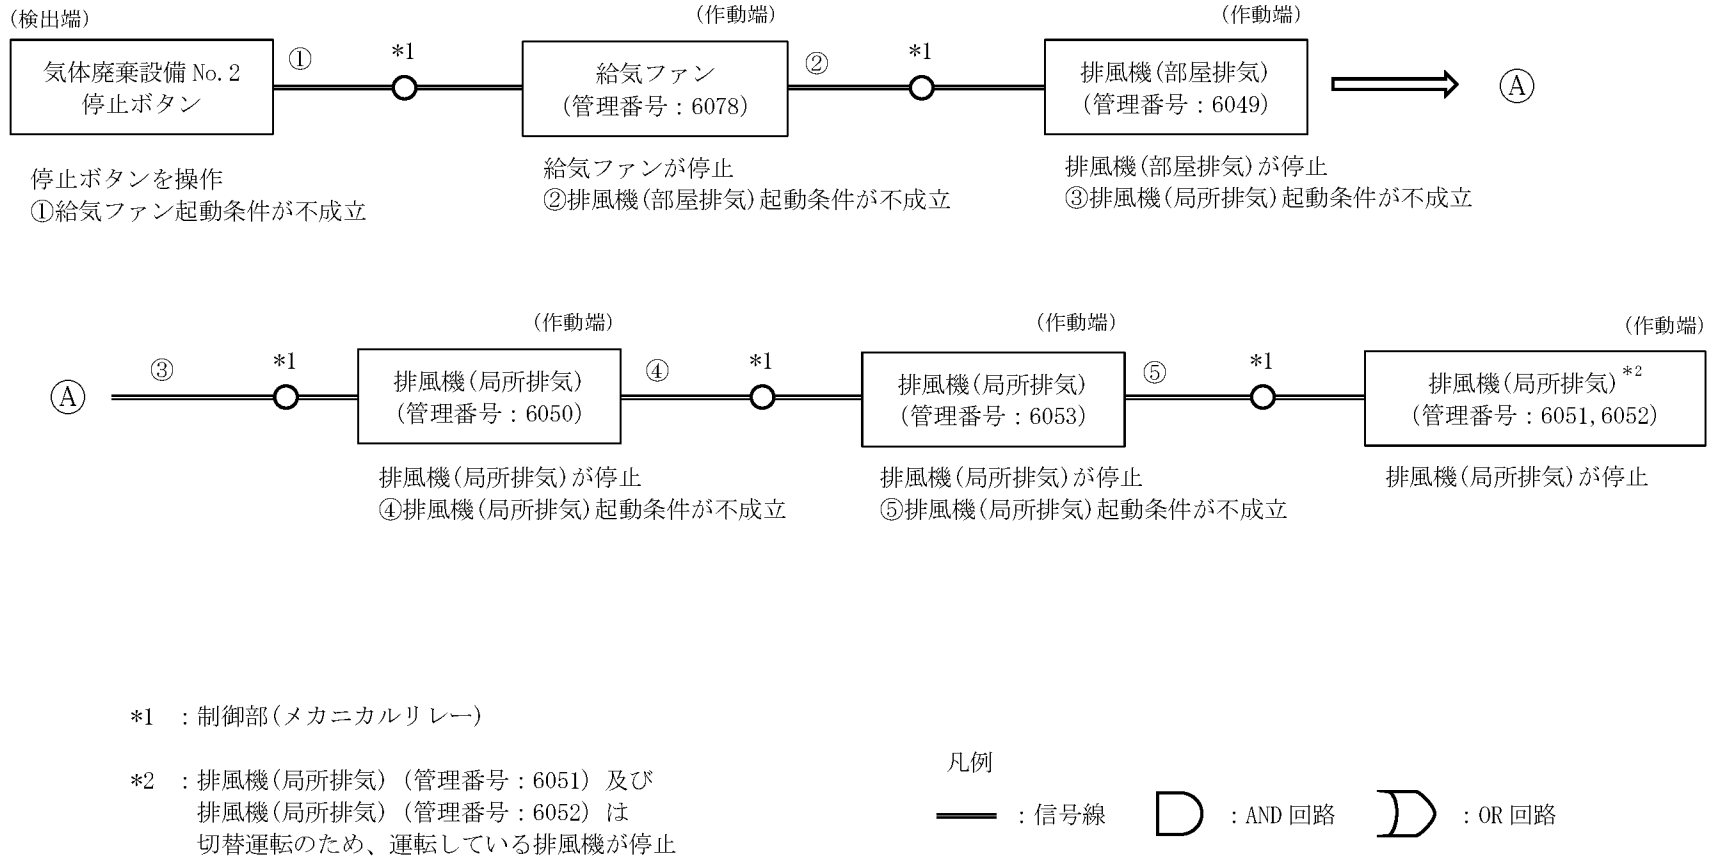 (検出端)
(作動端)
(作動端)
気体廃棄設備 No.2
停止ボタン
①
*1
給気ファン
(管理番号：6078)
②
*1
排風機(部屋排気)
(管理番号：6049)
Ⓐ
停止ボタンを操作
①給気ファン起動条件が不成立
給気ファンが停止
②排風機(部屋排気)起動条件が不成立
排風機(部屋排気)が停止
③排風機(局所排気)起動条件が不成立
(作動端)
(作動端)
(作動端)
Ⓐ
③
*1
排風機(局所排気)
(管理番号：6050)
④
*1
排風機(局所排気)
(管理番号：6053)
⑤
*1
排風機(局所排気)*2
(管理番号：6051,6052)
排風機(局所排気)が停止
④排風機(局所排気)起動条件が不成立
排風機(局所排気)が停止
⑤排風機(局所排気)起動条件が不成立
排風機(局所排気)が停止
*1 ：制御部(メカニカルリレー)
*2 ：排風機(局所排気) (管理番号：6051) 及び
排風機(局所排気) (管理番号：6052) は
切替運転のため、運転している排風機が停止
凡例
：信号線
：AND 回路
：OR 回路